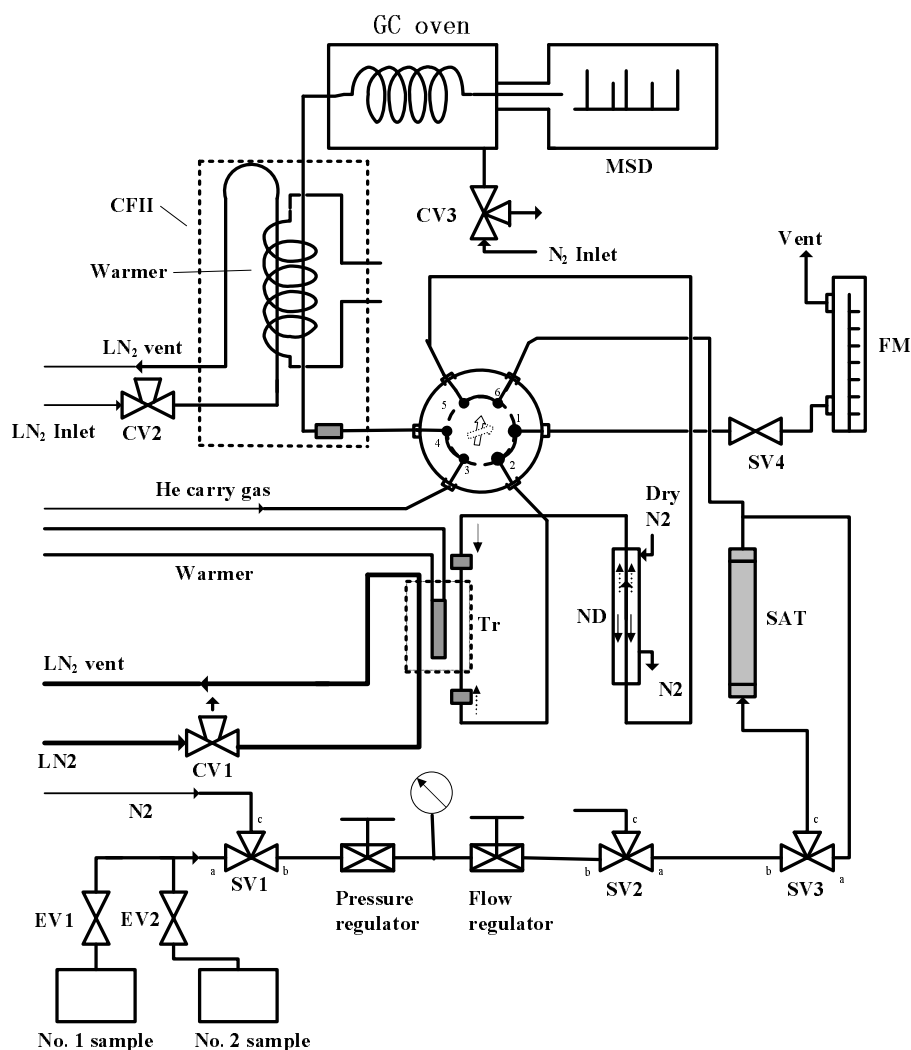 GC oven
MSD
CFII
CV3
Vent
N₂ Inlet
Warmer
FM
LN₂ vent
LN₂ Inlet
CV2
5
6
4
1
3
2
SV4
He carry gas
Dry
N2
Warmer
Tr
ND
SAT
LN₂ vent
N2
LN2
CV1
N2
c
c
c
a
b
b
a
b
a
SV1
SV2
SV3
Pressure
regulator
Flow
regulator
EV1
EV2
No. 1 sample
No. 2 sample